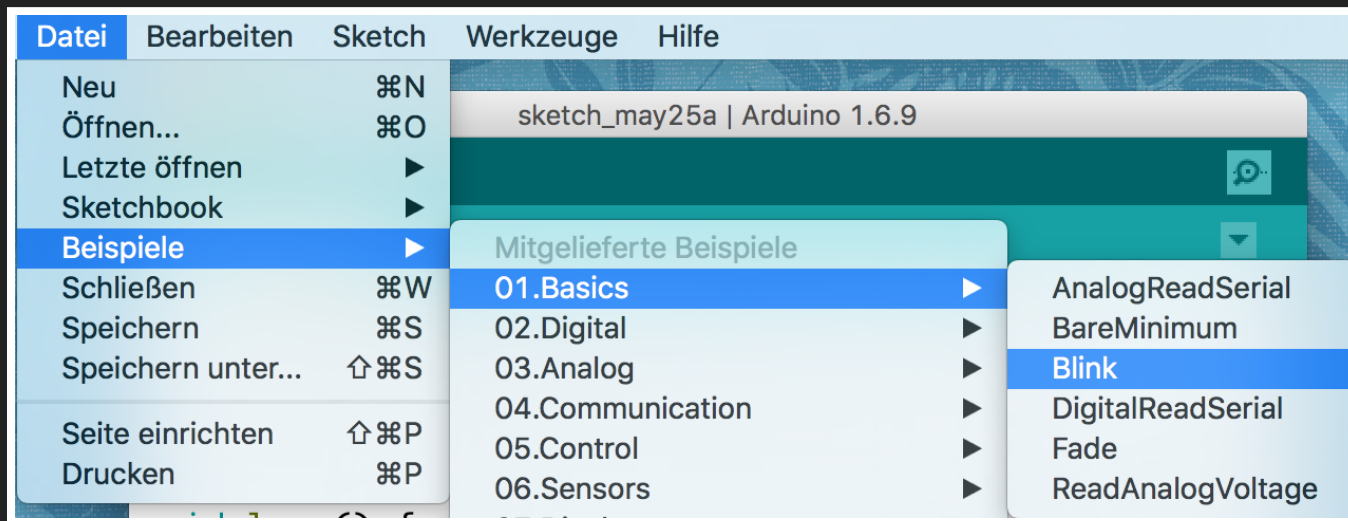 Datei Bearbeiten Sketch Werkzeuge Hilfe
Neu ⌘N
Öffnen... ⌘O
Letzte öffnen ▶
Sketchbook ▶
Beispiele ▶
Schließen ⌘W
Speichern ⌘S
Speichern unter... ⇧⌘S
Seite einrichten ⇧⌘P
Drucken ⌘P
sketch_may25a | Arduino 1.6.9
Mitgelieferte Beispiele
01.Basics ▶
02.Digital ▶
03.Analog ▶
04.Communication ▶
05.Control ▶
06.Sensors ▶
AnalogReadSerial
BareMinimum
Blink
DigitalReadSerial
Fade
ReadAnalogVoltage